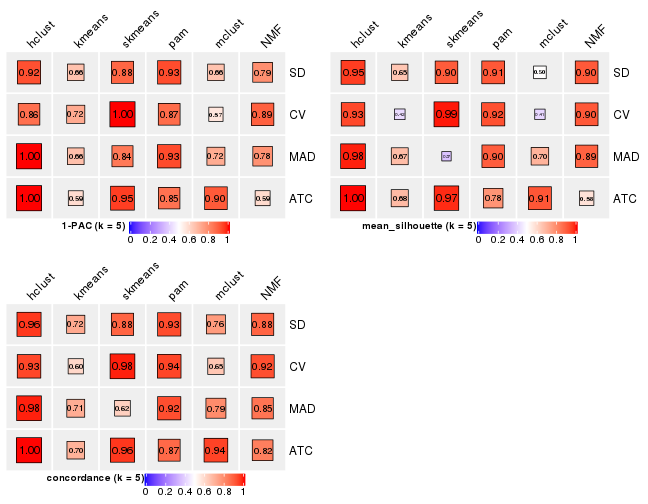 hclust kmeans skmeans pam mclust NMF
0.92 0.66 0.88 0.93 0.66 0.79 SD
0.86 0.72 1.00 0.87 0.57 0.89 CV
1.00 0.66 0.84 0.93 0.72 0.78 MAD
1.00 0.59 0.95 0.85 0.90 0.59 ATC
1-PAC (k = 5)
0 0.2 0.4 0.6 0.8 1
hclust kmeans skmeans pam mclust NMF
0.95 0.65 0.90 0.91 0.50 0.90 SD
0.93 0.99 0.92 0.41 0.90 CV
0.98 0.67 0.90 0.70 0.89 MAD
1.00 0.68 0.97 0.78 0.91 0.58 ATC
mean_silhouette (k = 5)
0 0.2 0.4 0.6 0.8 1
hclust kmeans skmeans pam mclust NMF
0.96 0.72 0.88 0.93 0.76 0.88 SD
0.93 0.60 0.98 0.94 0.65 0.92 CV
0.98 0.71 0.62 0.92 0.79 0.85 MAD
1.00 0.70 0.96 0.87 0.94 0.82 ATC
concordance (k = 5)
0 0.2 0.4 0.6 0.8 1